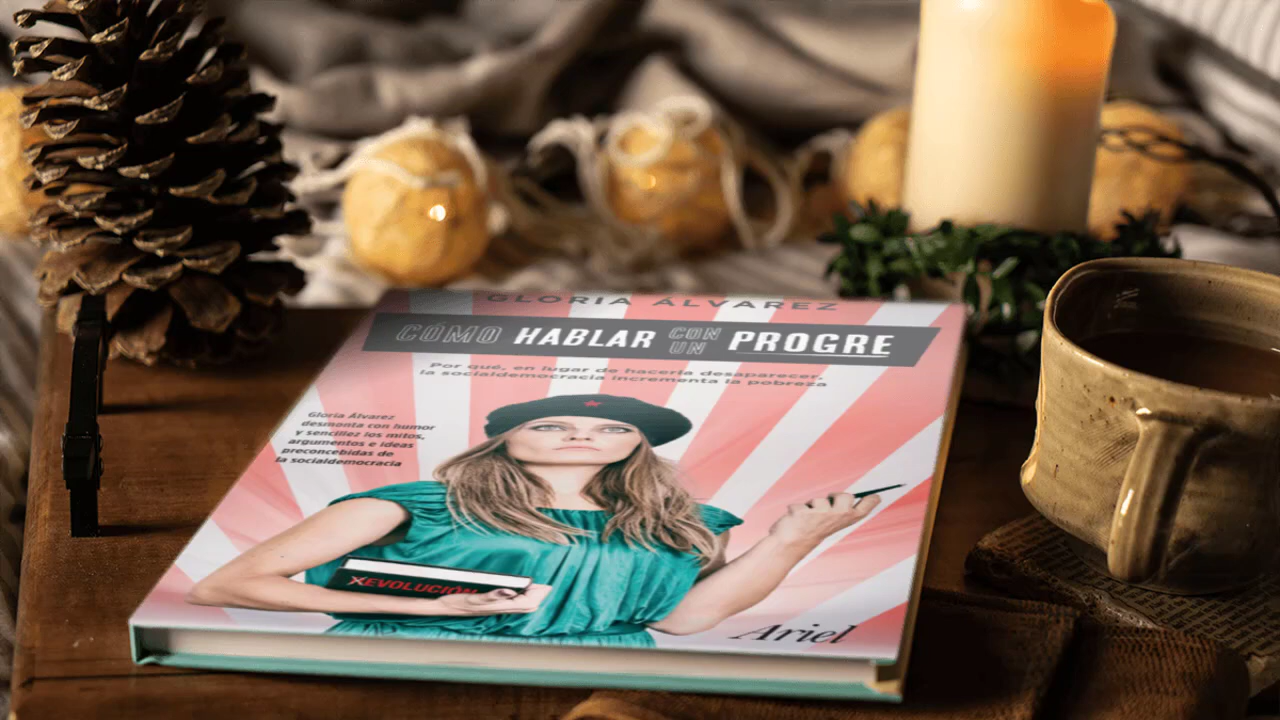 GLORIA ÁLVAREZ
CÓMO HABLAR CON UN PROGRE
Por qué, en lugar de hacerla desaparecer,
la socialdemocracia incrementa la pobreza
Gloria Álvarez
desmonta con humor
y sencillez los mitos,
argumentos e ideas
preconcebidas de
la socialdemocracia
XEVOLUCIÓN
Ariel